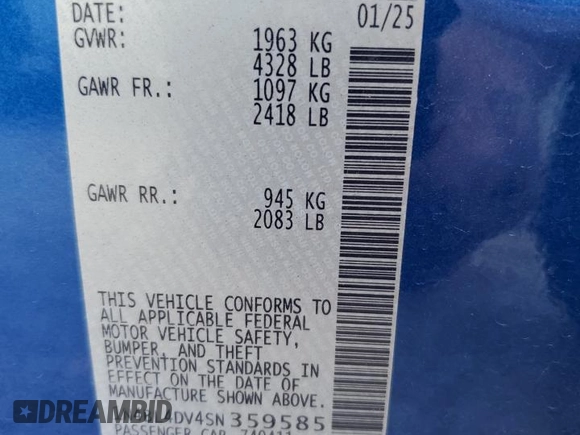 DATE: 01/25
GVWR: 1963 KG
4328 LB
GAWR FR.: 1097 KG
2418 LB
GAWR RR.: 945 KG
2083 LB
THIS VEHICLE CONFORMS TO
ALL APPLICABLE FEDERAL
MOTOR VEHICLE SAFETY,
BUMPER, AND THEFT
PREVENTION STANDARDS IN
EFFECT ON THE DATE OF
MANUFACTURE SHOWN ABOVE.
DV4SN359585
PASSENGER CAR
DREAMBID